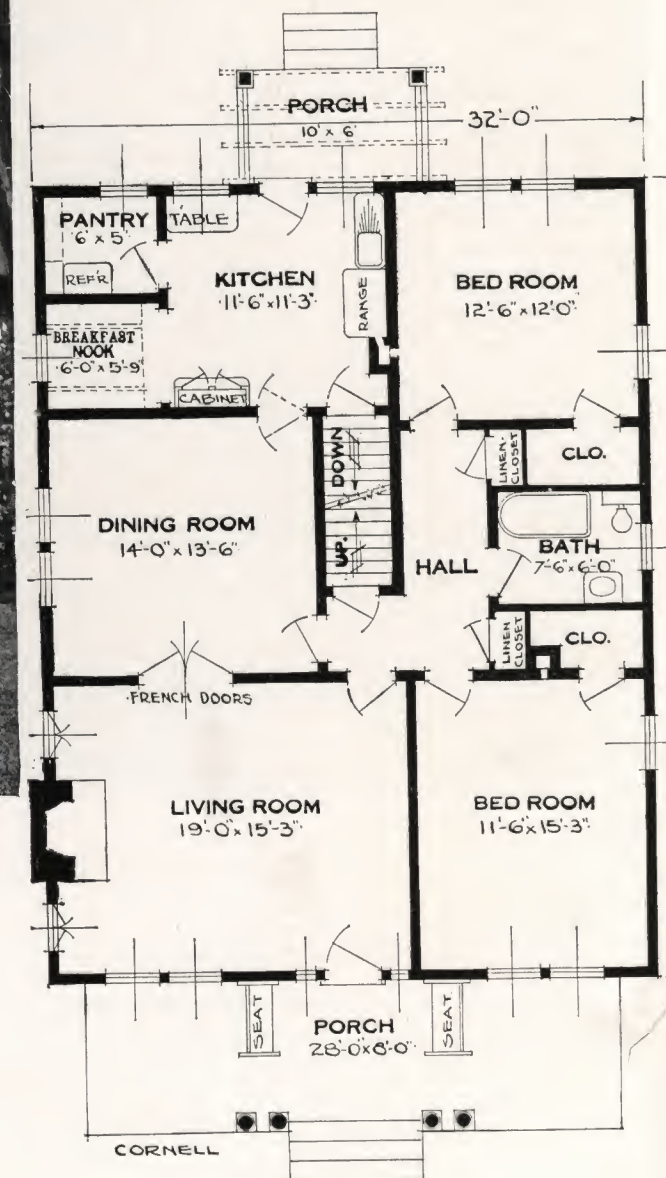 PORCH
10' x 6'
32'-0"
PANTRY
6' x 5'
TABLE
REF'R
KITCHEN
11'-6" x 11'-3"
RANGE
BED ROOM
12'-6" x 12'-0"
BREAKFAST
NOOK
6'-0" x 5'-9"
CABINET
DOWN
UP.
LINEN-
CLOSET
CLO.
DINING ROOM
14'-0" x 13'-6"
HALL
BATH
7'-6" x 6'-0"
LINEN
CLOSET
CLO.
FRENCH DOORS
LIVING ROOM
19'-0" x 15'-3"
BED ROOM
11'-6" x 15'-3"
SEAT
PORCH
28'-0" x 8'-0"
SEAT
CORNELL